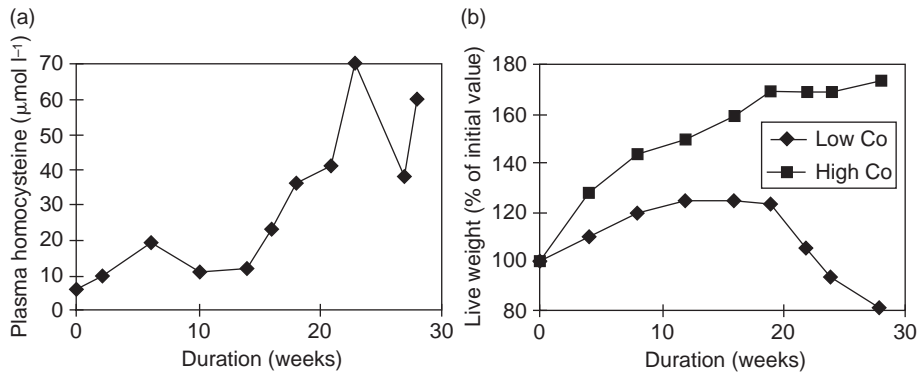 (a)
Plasma homocysteine (μmol l⁻¹)
70
60
50
40
30
20
10
0
0
10
20
30
Duration (weeks)
(b)
Live weight (% of initial value)
180
160
140
120
100
80
0
10
20
30
Duration (weeks)
Low Co
High Co